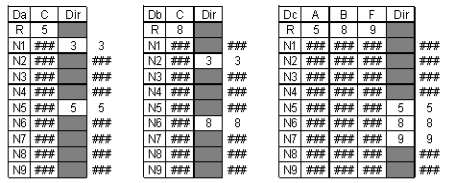 Da C Dir Db C Dir Dc A B F Dir
R 5 R 8 R 5 8 9
N1 ### 3 3 N1 ### ### N1 ### ### ### ###
N2 ### ### N2 ### 3 3 N2 ### ### ### ###
N3 ### ### N3 ### ### N3 ### ### ### ###
N4 ### ### N4 ### ### N4 ### ### ### ###
N5 ### 5 5 N5 ### ### N5 ### ### ### 5 5
N6 ### ### N6 ### 8 8 N6 ### ### ### 8 8
N7 ### ### N7 ### ### N7 ### ### ### 9 9
N8 ### ### N8 ### ### N8 ### ### ### ###
N9 ### ### N9 ### ### N9 ### ### ### ###